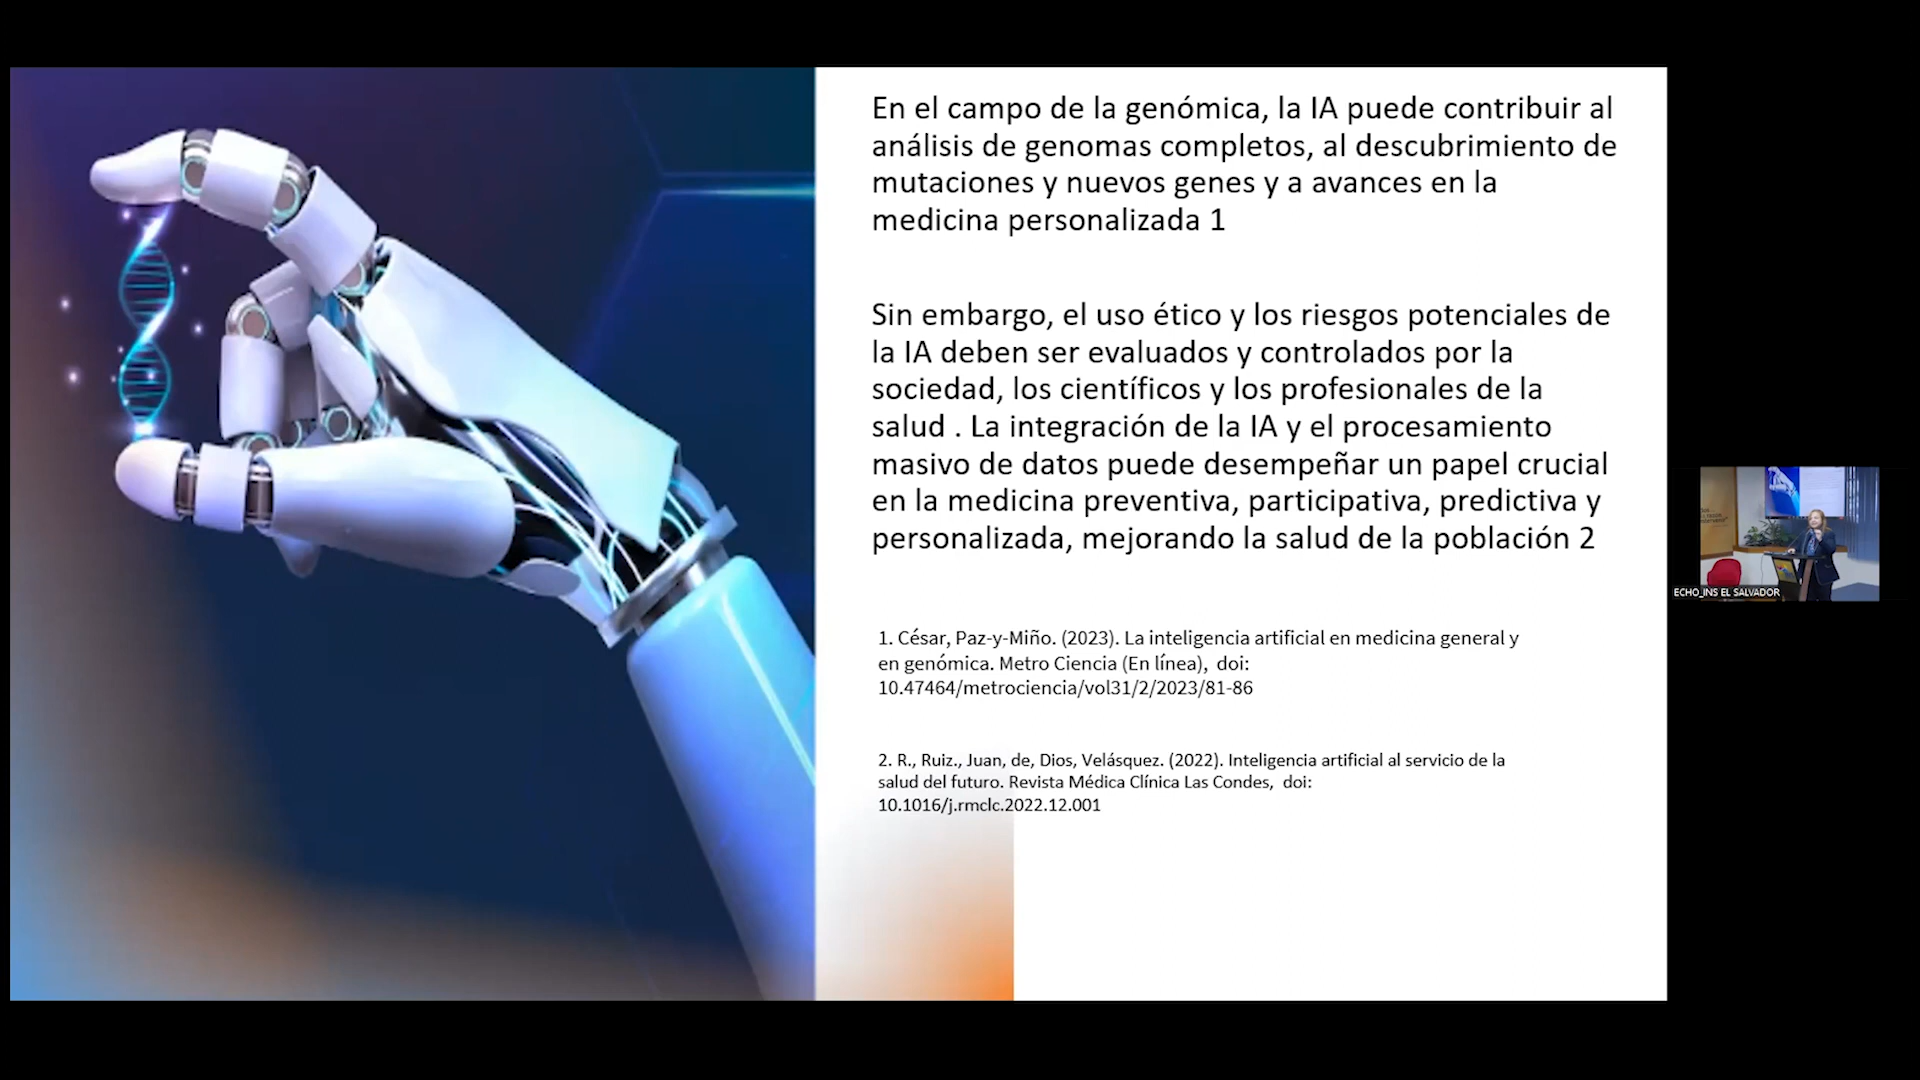 En el campo de la genómica, la IA puede contribuir al
análisis de genomas completos, al descubrimiento de
mutaciones y nuevos genes y a avances en la
medicina personalizada 1
Sin embargo, el uso ético y los riesgos potenciales de
la IA deben ser evaluados y controlados por la
sociedad, los científicos y los profesionales de la
salud . La integración de la IA y el procesamiento
masivo de datos puede desempeñar un papel crucial
en la medicina preventiva, participativa, predictiva y
personalizada, mejorando la salud de la población 2
1. César, Paz-y-Miño. (2023). La inteligencia artificial en medicina general y
en genómica. Metro Ciencia (En línea), doi:
10.47464/metrociencia/vol31/2/2023/81-86
2. R., Ruiz., Juan, de, Dios, Velásquez. (2022). Inteligencia artificial al servicio de la
salud del futuro. Revista Médica Clínica Las Condes, doi:
10.1016/j.rmclc.2022.12.001
ECHO_INS EL SALVADOR